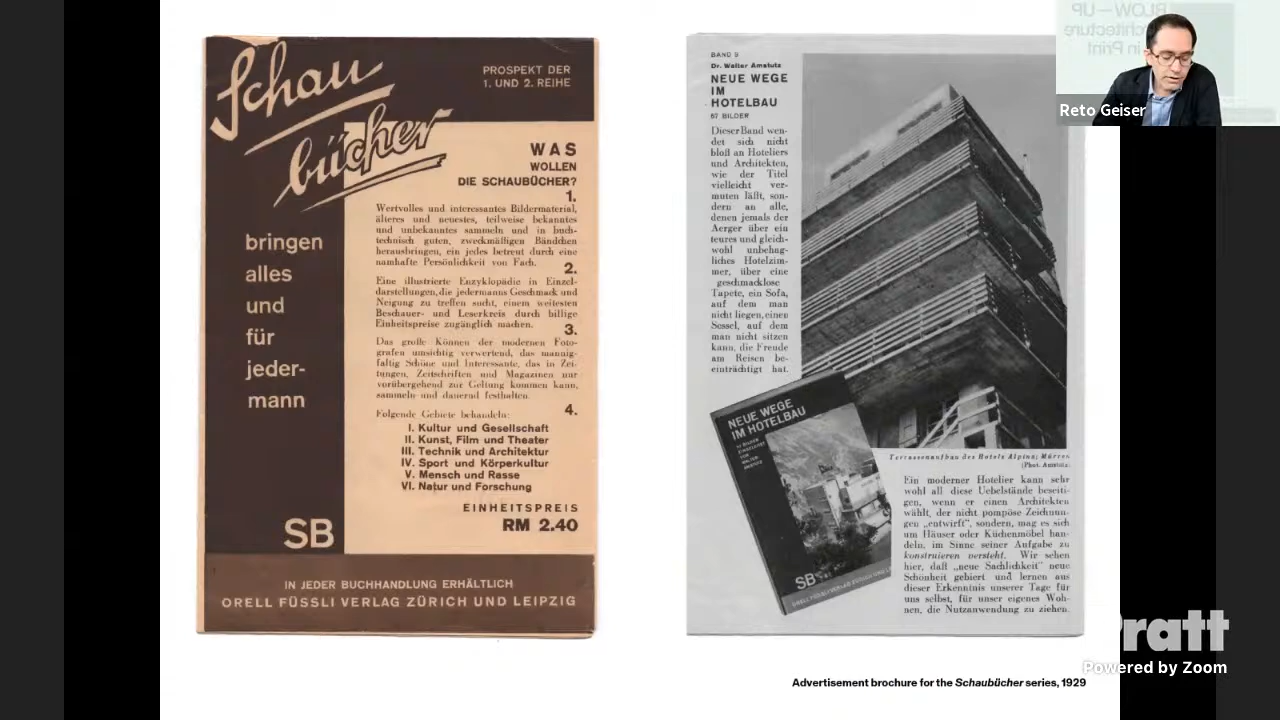 Schau
bücher
PROSPEKT DER
1. UND 2. REIHE
bringen
alles
und
für
jeder-
mann
SB
WAS
WOLLEN
DIE SCHAUBÜCHER?
1.
Wertvolles und interessantes Bildermaterial,
älteres und neuestes, teilweise bekanntes
und unbekanntes sammeln und in buch-
technisch guten, zweckmäßigen Bändchen
herausbringen, ein jedes betreut durch eine
namhafte Persönlichkeit von Fach.
2.
Eine illustrierte Enzyklopädie in Einzel-
darstellungen, die jedermanns Geschmack und
Neigung zu treffen sucht, einem weitesten
Beschauer- und Leserkreis durch billige
Einheitspreise zugänglich machen.
3.
Das große Können der modernen Foto-
grafen umsichtig verwertend, das mannig-
faltig Schöne und Interessante, das in Zei-
tungen, Zeitschriften und Magazinen nur
vorübergehend zur Geltung kommen kann,
sammeln und dauernd festhalten.
4.
Folgende Gebiete behandeln:
I. Kultur und Gesellschaft
II. Kunst, Film und Theater
III. Technik und Architektur
IV. Sport und Körperkultur
V. Mensch und Rasse
VI. Natur und Forschung
EINHEITSPREIS
RM 2.40
IN JEDER BUCHHANDLUNG ERHÄLTLICH
ORELL FÜSSLI VERLAG ZÜRICH UND LEIPZIG
BAND 9
Dr. Walter Amstutz
NEUE WEGE
IM
HOTELBAU
67 BILDER
Dieser Band wen-
det sich nicht
bloß an Hoteliers
und Architekten,
wie der Titel
vielleicht ver-
muten läßt, son-
dern an alle,
denen jemals der
Aerger über ein
teures und gleich-
wohl unbehag-
liches Hotelzim-
mer, über eine
geschmacklose
Tapete, ein Sofa,
auf dem man
nicht liegen, einen
Sessel, auf dem
man nicht sitzen
kann, die Freude
am Reisen be-
einträchtigt hat.
NEUE WEGE
IM HOTELBAU
SB
ORELL FÜSSLI VERLAG
Terrassenaufbau des Hotels Alpina; Mürren
(Phot. Amstutz)
Ein moderner Hotelier kann sehr
wohl all diese Uebelstände beseiti-
gen, wenn er einen Architekten
wählt, der nicht pompöse Zeichnun-
gen „entwirft“, sondern, mag es sich
um Häuser oder Küchenmöbel han-
deln, im Sinne seiner Aufgabe zu
konstruieren versteht. Wir sehen
hier, daß „neue Sachlichkeit“ neue
Schönheit gebiert und lernen aus
dieser Erkenntnis unserer Tage für
uns selbst, für unser eigenes Woh-
nen, die Nutzanwendung zu ziehen.
Advertisement brochure for the Schaubücher series, 1929
BLOW—UP
Architecture
in Print
Reto Geiser
Pratt
Powered by Zoom